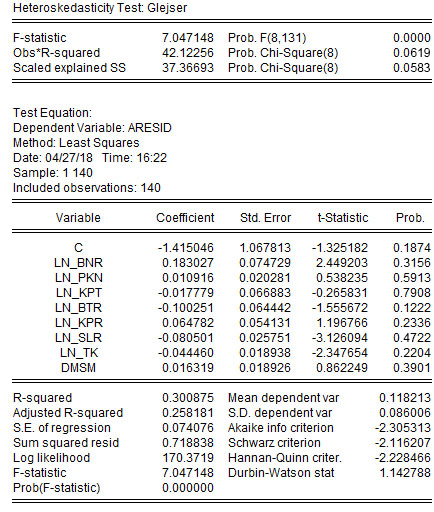 Heteroskedasticity Test: Glejser
F-statistic 7.047148 Prob. F(8,131) 0.0000
Obs*R-squared 42.12256 Prob. Chi-Square(8) 0.0619
Scaled explained SS 37.36693 Prob. Chi-Square(8) 0.0583
Test Equation:
Dependent Variable: ARESID
Method: Least Squares
Date: 04/27/18 Time: 16:22
Sample: 1 140
Included observations: 140
Variable Coefficient Std. Error t-Statistic Prob.
C -1.415046 1.067813 -1.325182 0.1874
LN_BNR 0.183027 0.074729 2.449203 0.3156
LN_PKN 0.010916 0.020281 0.538235 0.5913
LN_KPT -0.017779 0.066883 -0.265831 0.7908
LN_BTR -0.100251 0.064442 -1.555672 0.1222
LN_KPR 0.064782 0.054131 1.196766 0.2336
LN_SLR -0.080501 0.025751 -3.126094 0.4722
LN_TK -0.044460 0.018938 -2.347654 0.2204
DMSM 0.016319 0.018926 0.862249 0.3901
R-squared 0.300875 Mean dependent var 0.118213
Adjusted R-squared 0.258181 S.D. dependent var 0.086006
S.E. of regression 0.074076 Akaike info criterion -2.305313
Sum squared resid 0.718838 Schwarz criterion -2.116207
Log likelihood 170.3719 Hannan-Quinn criter. -2.228466
F-statistic 7.047148 Durbin-Watson stat 1.142788
Prob(F-statistic) 0.000000